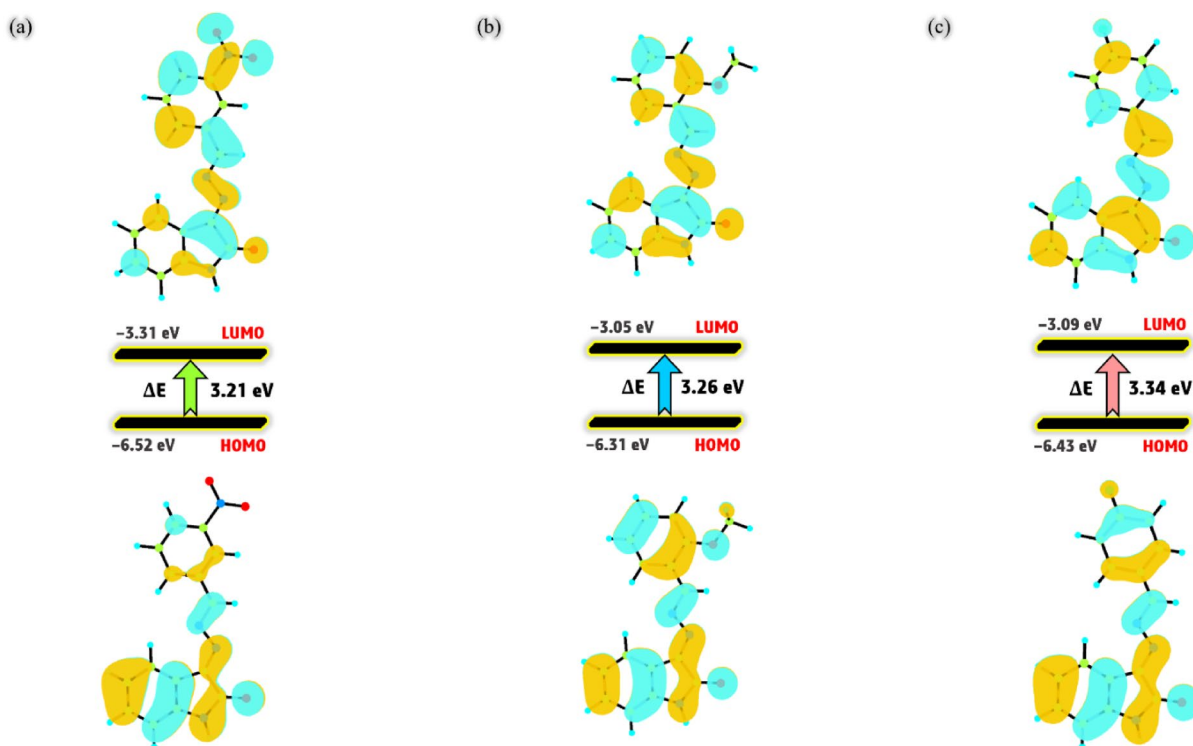 (a)
(b)
(c)
−3.31 eV LUMO
ΔE 3.21 eV
−6.52 eV HOMO
−3.05 eV LUMO
ΔE 3.26 eV
−6.31 eV HOMO
−3.09 eV LUMO
ΔE 3.34 eV
−6.43 eV HOMO